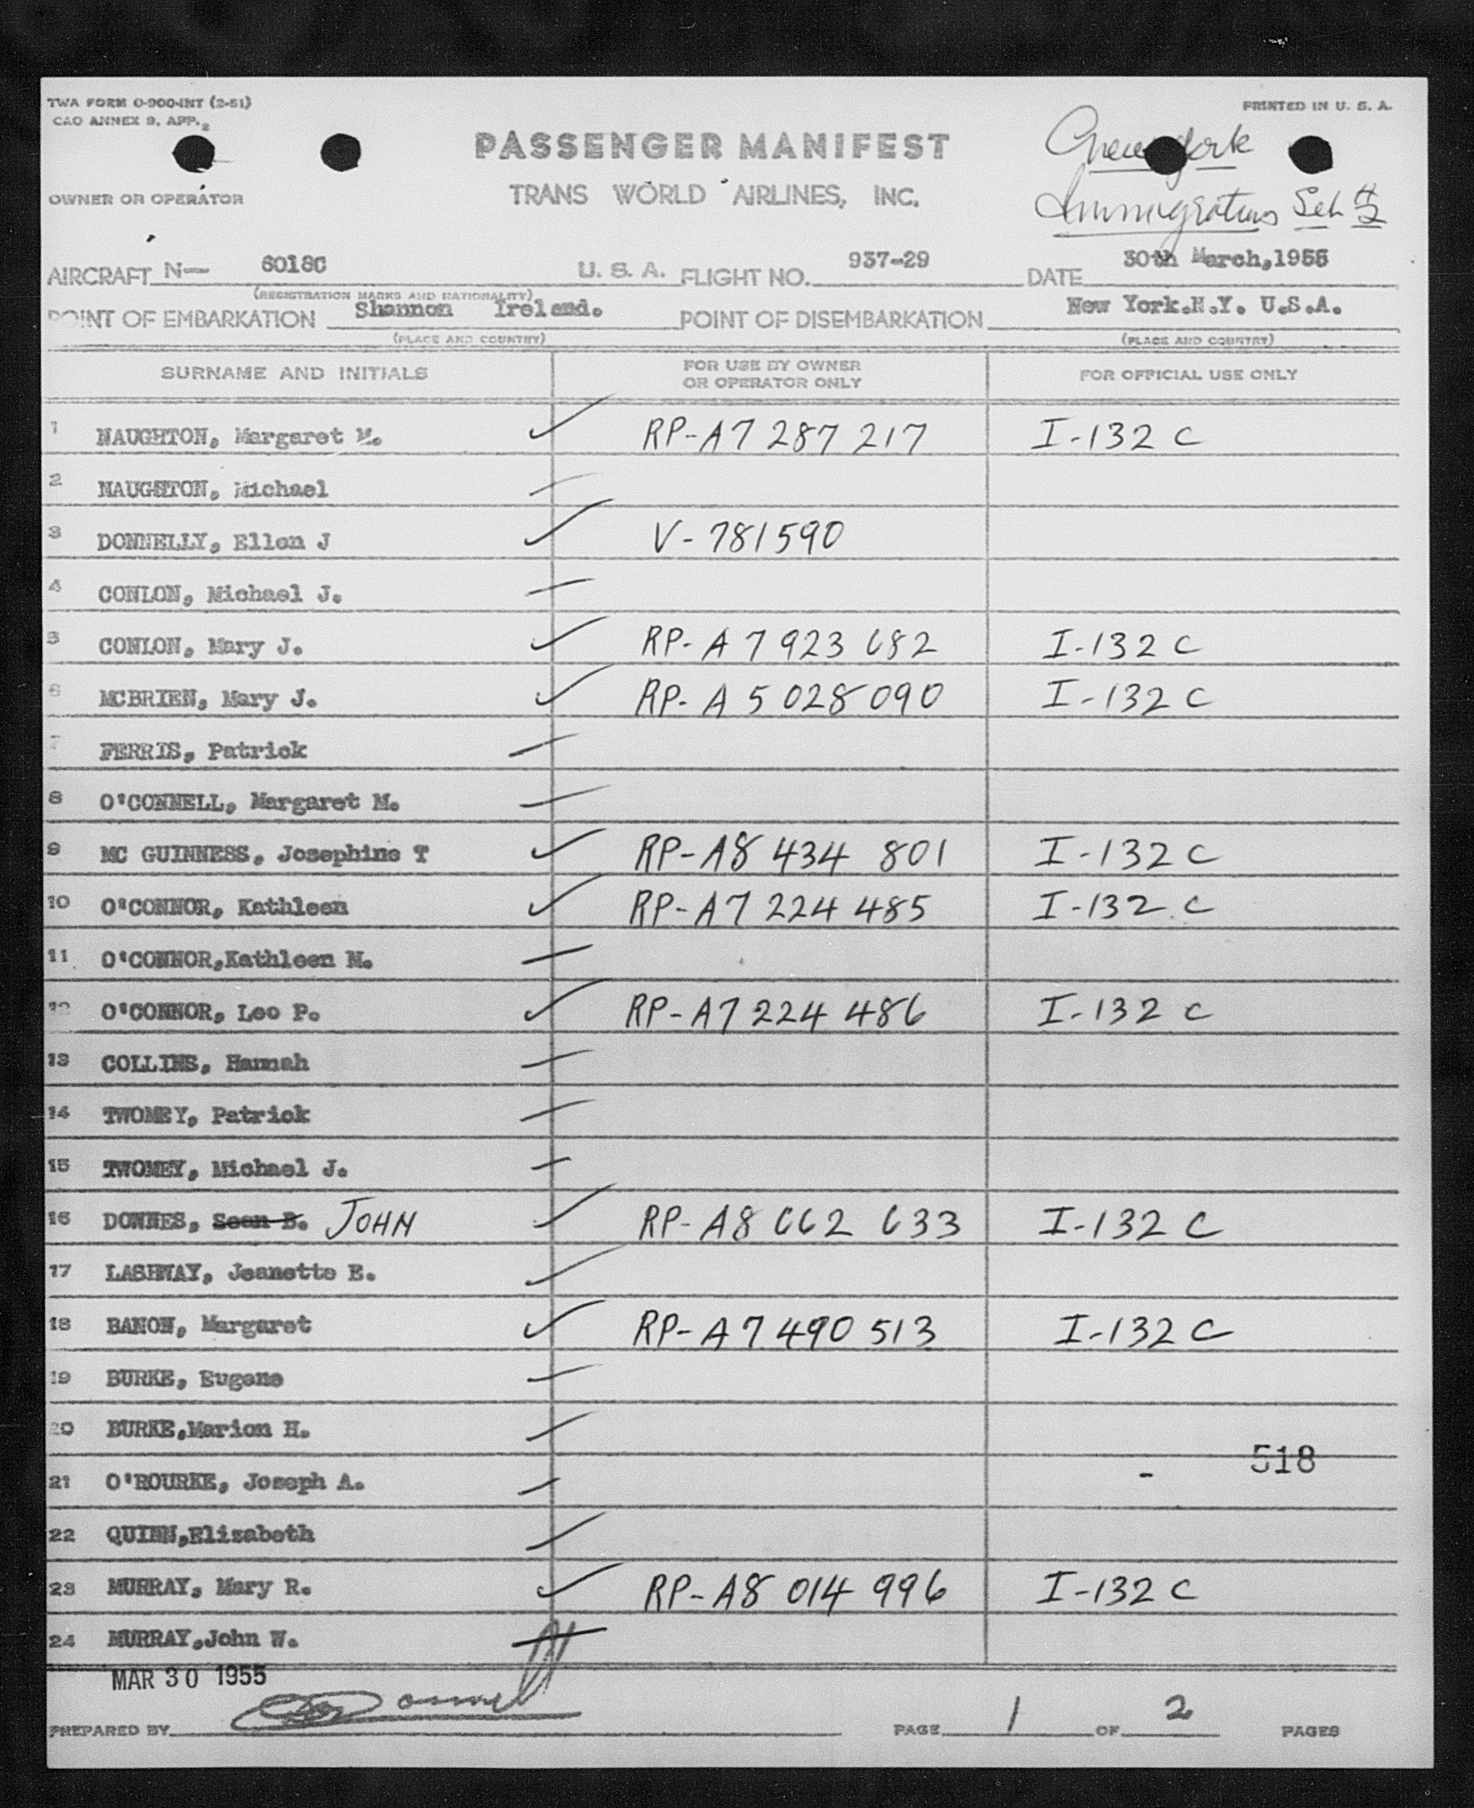 TWA FORM O-900-INT (2-51)
CAO ANNEX 9, APP. 2
PRINTED IN U. S. A.
PASSENGER MANIFEST
New York
OWNER OR OPERATOR
TRANS WORLD AIRLINES, INC.
Immigration Sch #2
AIRCRAFT N— 6018C U. S. A. FLIGHT NO. 937-29 DATE 30th March,1955
(REGISTRATION MARKS AND NATIONALITY)
POINT OF EMBARKATION Shannon Ireland. POINT OF DISEMBARKATION New York.N.Y. U.S.A.
(PLACE AND COUNTRY) (PLACE AND COUNTRY)
SURNAME AND INITIALS FOR USE BY OWNER OR OPERATOR ONLY FOR OFFICIAL USE ONLY
1 NAUGHTON, Margaret M. RP-A7 287 217 I-132 C
2 NAUGHTON, Michael
3 DONNELLY, Ellen J V-781590
4 CONLON, Michael J.
5 CONLON, Mary J. RP-A 7 923 682 I-132 C
6 MCBRIEN, Mary J. RP-A 5 028 090 I-132 C
7 FERRIS, Patrick
8 O'CONNELL, Margaret M.
9 MC GUINNESS, Josephine T RP-A8 434 801 I-132 C
10 O'CONNOR, Kathleen RP-A7 224 485 I-132 C
11 O'CONNOR,Kathleen M.
12 O'CONNOR, Leo P. RP-A7 224 486 I-132 C
13 COLLINS, Hannah
14 TWOMEY, Patrick
15 TWOMEY, Michael J.
16 DOWNES, Sean B. JOHN RP-A8 662 633 I-132 C
17 LASHWAY, Jeanette E.
18 BANON, Margaret RP-A7 490 513 I-132 C
19 BURKE, Eugene
20 BURKE,Marion H.
518
21 O'ROURKE, Joseph A. -
22 QUINN,Elizabeth
23 MURRAY, Mary R. RP-A8 014 996 I-132 C
24 MURRAY,John W.
MAR 30 1955
PREPARED BY PAGE 1 OF 2 PAGES